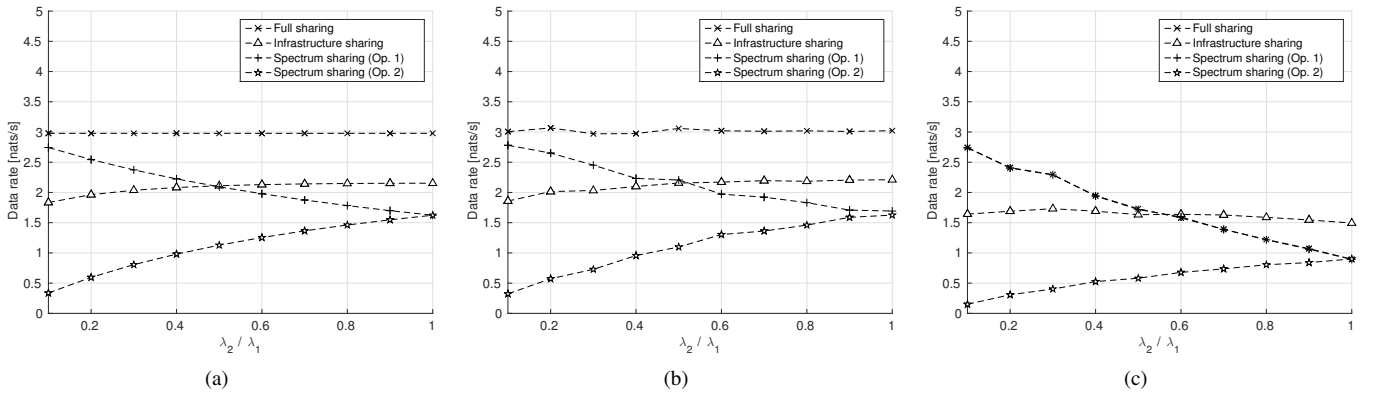 5
4.5
4
3.5
3
2.5
2
1.5
1
0.5
0
Data rate [nats/s]
Full sharing
Infrastructure sharing
Spectrum sharing (Op. 1)
Spectrum sharing (Op. 2)
0.2 0.4 0.6 0.8 1
λ2 / λ1
(a)
5
4.5
4
3.5
3
2.5
2
1.5
1
0.5
0
Data rate [nats/s]
Full sharing
Infrastructure sharing
Spectrum sharing (Op. 1)
Spectrum sharing (Op. 2)
0.2 0.4 0.6 0.8 1
λ2 / λ1
(b)
5
4.5
4
3.5
3
2.5
2
1.5
1
0.5
0
Data rate [nats/s]
Full sharing
Infrastructure sharing
Spectrum sharing (Op. 1)
Spectrum sharing (Op. 2)
0.2 0.4 0.6 0.8 1
λ2 / λ1
(c)